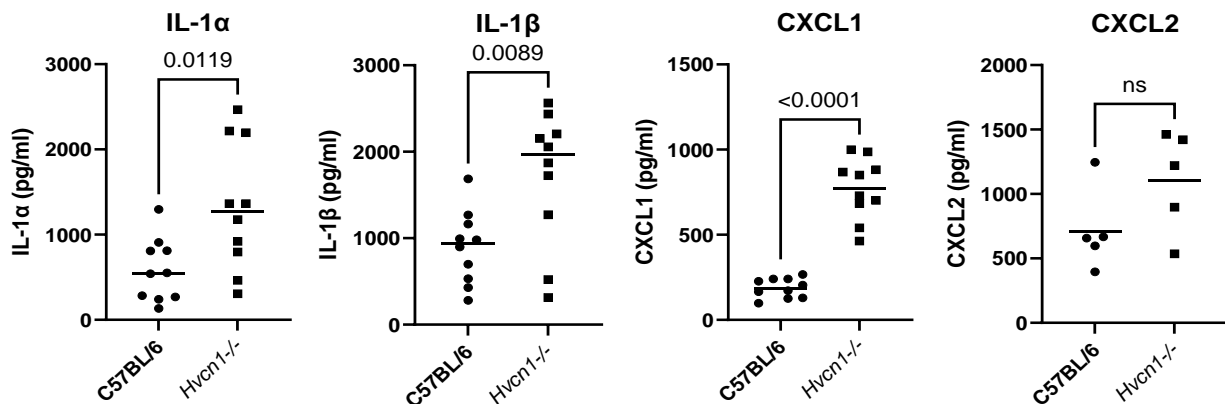 IL-1α
IL-1β
CXCL1
CXCL2
0.0119
0.0089
<0.0001
ns
IL-1α (pg/ml)
3000
2000
1000
0
C57BL/6
Hvcn1-/-
IL-1β (pg/ml)
3000
2000
1000
0
C57BL/6
Hvcn1-/-
CXCL1 (pg/ml)
1500
1000
500
0
C57BL/6
Hvcn1-/-
CXCL2 (pg/ml)
2000
1500
1000
500
0
C57BL/6
Hvcn1-/-